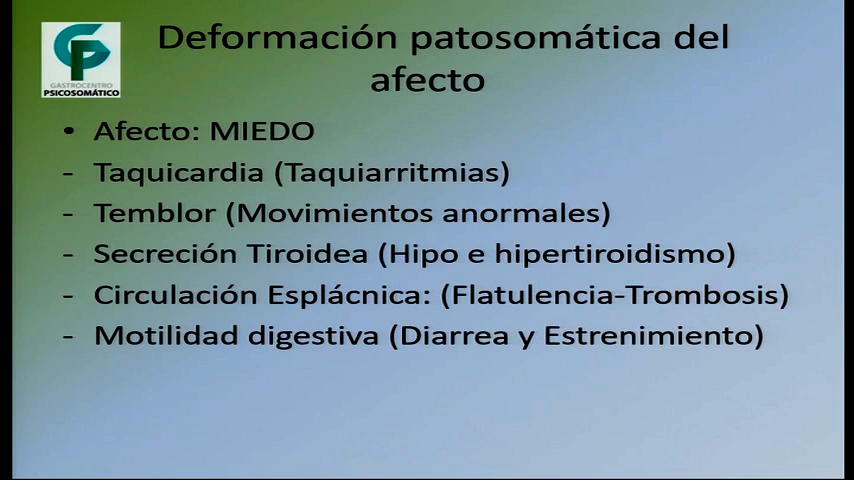 Deformación patosomática del
afecto
GASTROCENTRO
PSICOSOMÁTICO
• Afecto: MIEDO
- Taquicardia (Taquiarritmias)
- Temblor (Movimientos anormales)
- Secreción Tiroidea (Hipo e hipertiroidismo)
- Circulación Esplácnica: (Flatulencia-Trombosis)
- Motilidad digestiva (Diarrea y Estrenimiento)